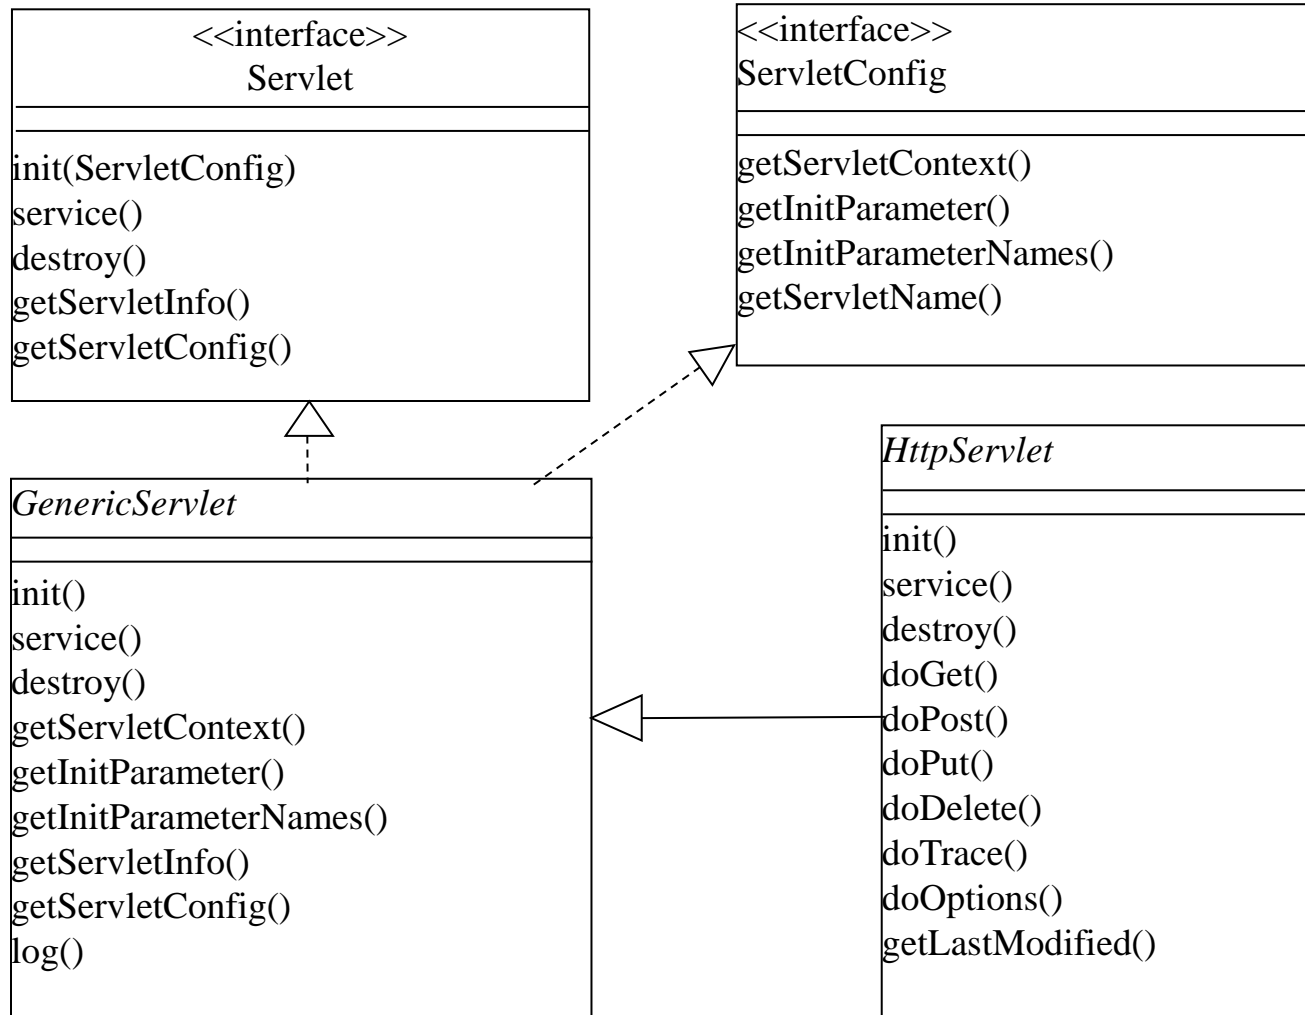 <<interface>>
Servlet
init(ServletConfig)
service()
destroy()
getServletInfo()
getServletConfig()
<<interface>>
ServletConfig
getServletContext()
getInitParameter()
getInitParameterNames()
getServletName()
GenericServlet
init()
service()
destroy()
getServletContext()
getInitParameter()
getInitParameterNames()
getServletInfo()
getServletConfig()
log()
HttpServlet
init()
service()
destroy()
doGet()
doPost()
doPut()
doDelete()
doTrace()
doOptions()
getLastModified()